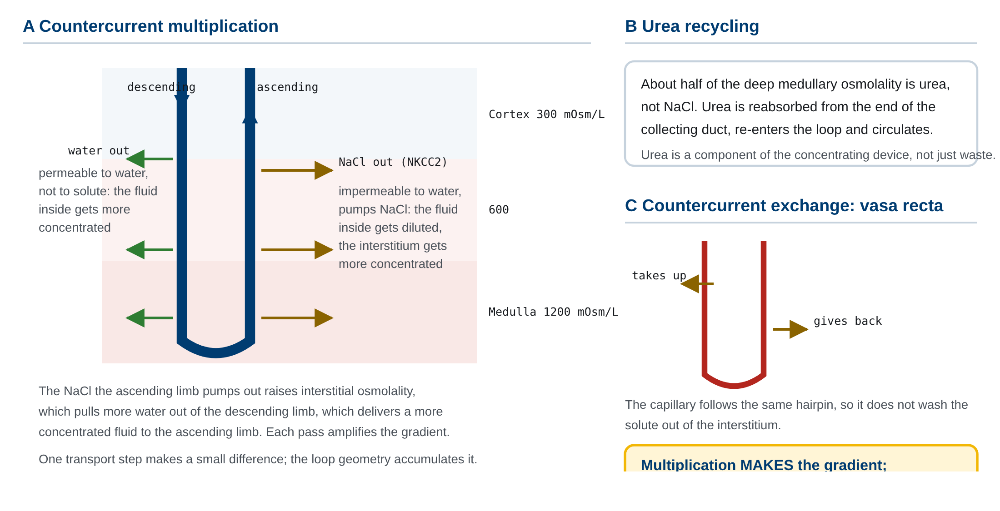 A Countercurrent multiplication
descending
ascending
Cortex 300 mOsm/L
water out
NaCl out (NKCC2)
permeable to water,
not to solute: the fluid
inside gets more
concentrated
impermeable to water,
pumps NaCl: the fluid
inside gets diluted,
the interstitium gets
more concentrated
600
Medulla 1200 mOsm/L
The NaCl the ascending limb pumps out raises interstitial osmolality,
which pulls more water out of the descending limb, which delivers a more
concentrated fluid to the ascending limb. Each pass amplifies the gradient.
One transport step makes a small difference; the loop geometry accumulates it.
B Urea recycling
About half of the deep medullary osmolality is urea,
not NaCl. Urea is reabsorbed from the end of the
collecting duct, re-enters the loop and circulates.
Urea is a component of the concentrating device, not just waste.
C Countercurrent exchange: vasa recta
takes up
gives back
The capillary follows the same hairpin, so it does not wash the
solute out of the interstitium.
Multiplication MAKES the gradient;